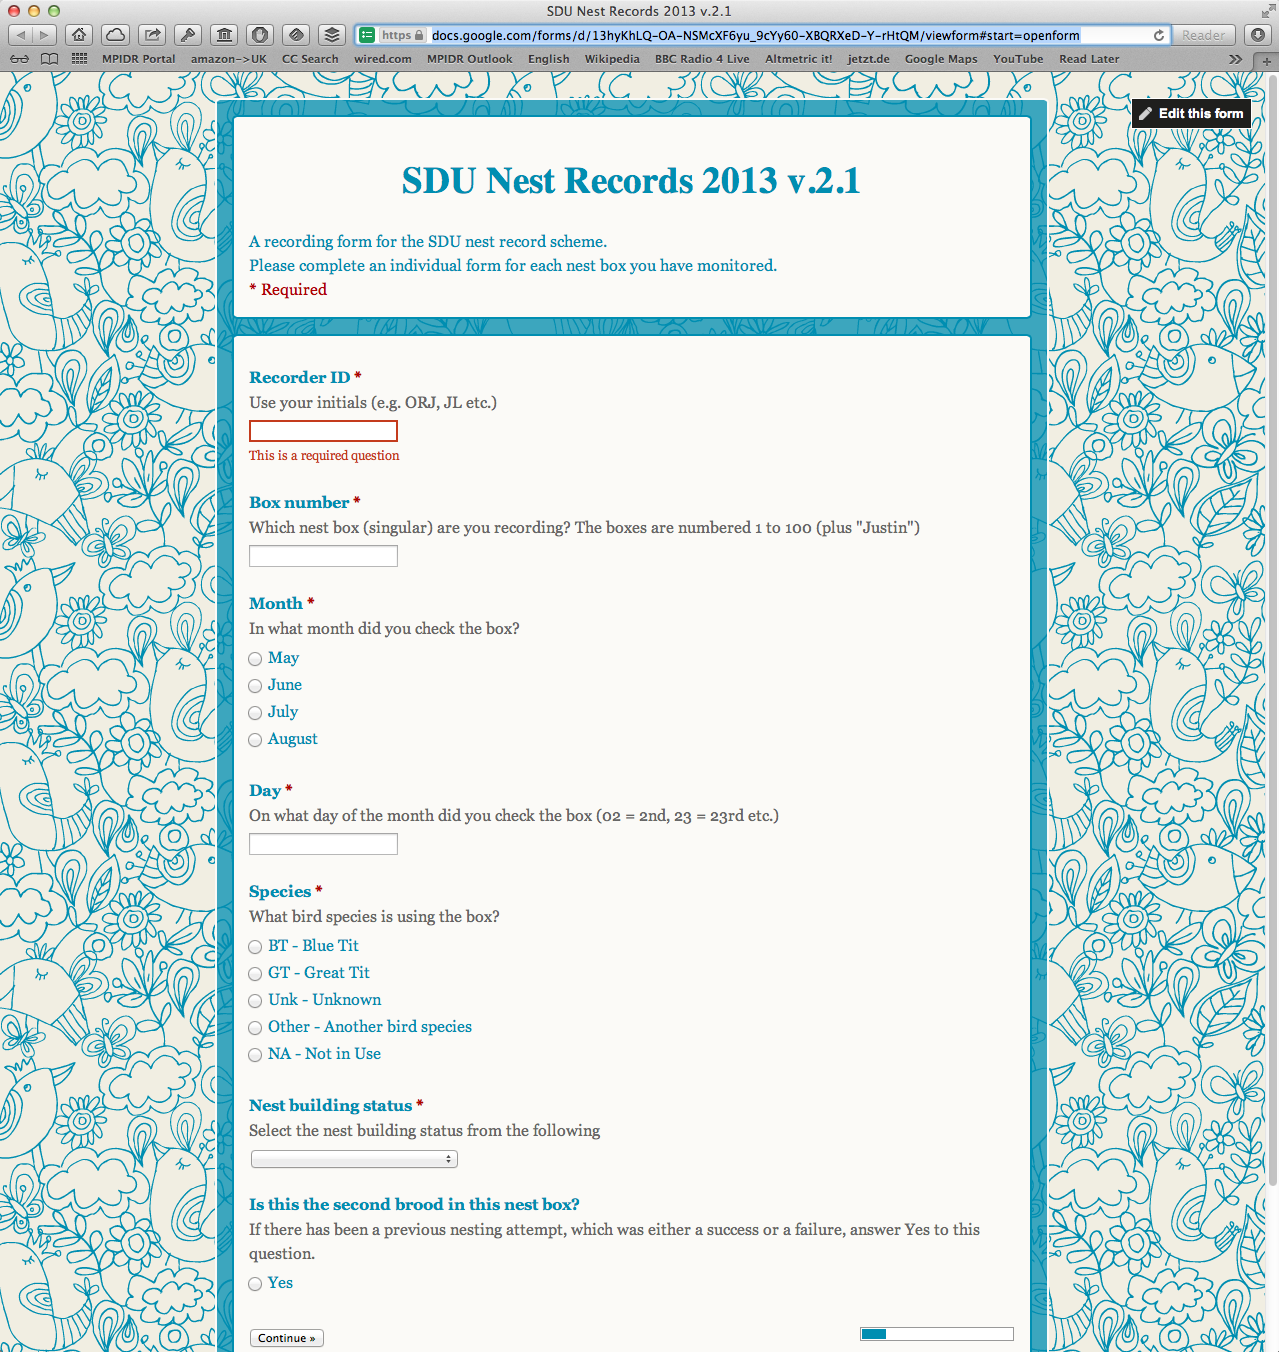 SDU Nest Records 2013 v.2.1
https docs.google.com/forms/d/13hyKhLQ-OA-NSMcXF6yu_9cYy60-XBQRXeD-Y-rHtQM/viewform#start=openform Reader
MPIDR Portal amazon->UK CC Search wired.com MPIDR Outlook English Wikipedia BBC Radio 4 Live Altmetric it! jetzt.de Google Maps YouTube Read Later
Edit this form
SDU Nest Records 2013 v.2.1
A recording form for the SDU nest record scheme.
Please complete an individual form for each nest box you have monitored.
* Required
Recorder ID *
Use your initials (e.g. ORJ, JL etc.)
This is a required question
Box number *
Which nest box (singular) are you recording? The boxes are numbered 1 to 100 (plus "Justin")
Month *
In what month did you check the box?
May
June
July
August
Day *
On what day of the month did you check the box (02 = 2nd, 23 = 23rd etc.)
Species *
What bird species is using the box?
BT - Blue Tit
GT - Great Tit
Unk - Unknown
Other - Another bird species
NA - Not in Use
Nest building status *
Select the nest building status from the following
Is this the second brood in this nest box?
If there has been a previous nesting attempt, which was either a success or a failure, answer Yes to this
question.
Yes
Continue »